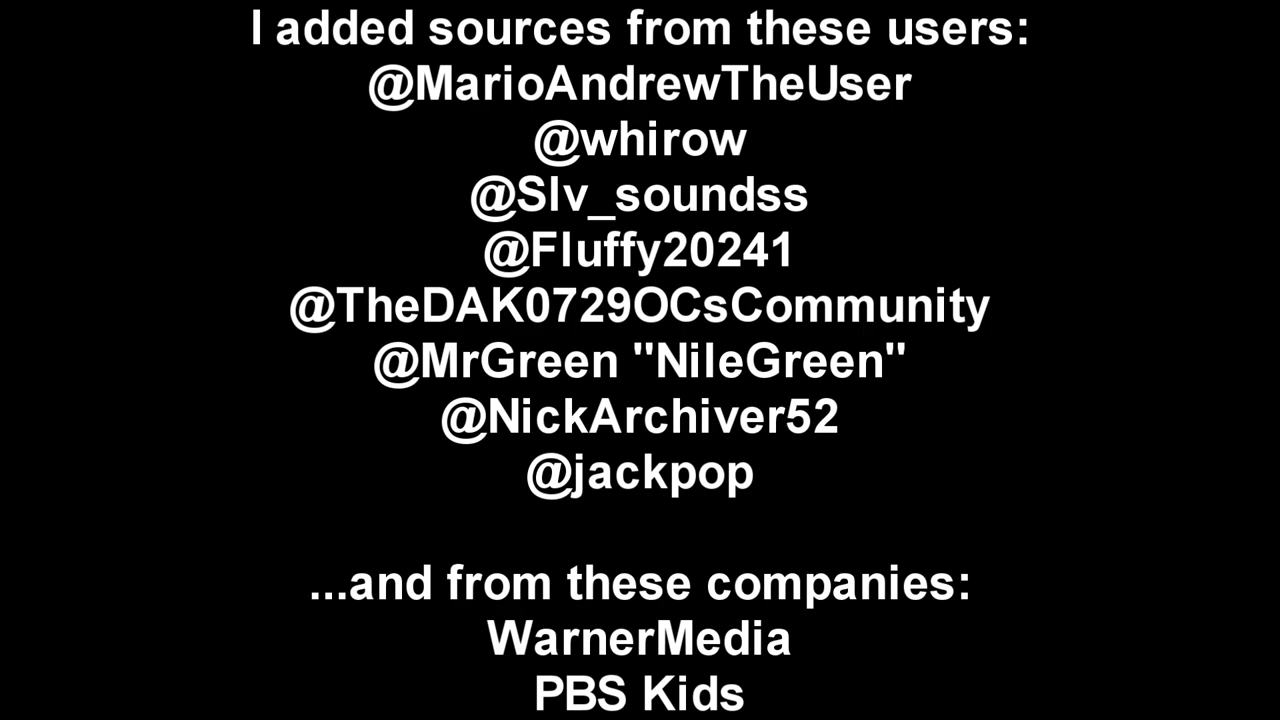 I added sources from these users:
@MarioAndrewTheUser
@whirow
@Slv_soundss
@Fluffy20241
@TheDAK0729OCsCommunity
@MrGreen "NileGreen"
@NickArchiver52
@jackpop
...and from these companies:
WarnerMedia
PBS Kids